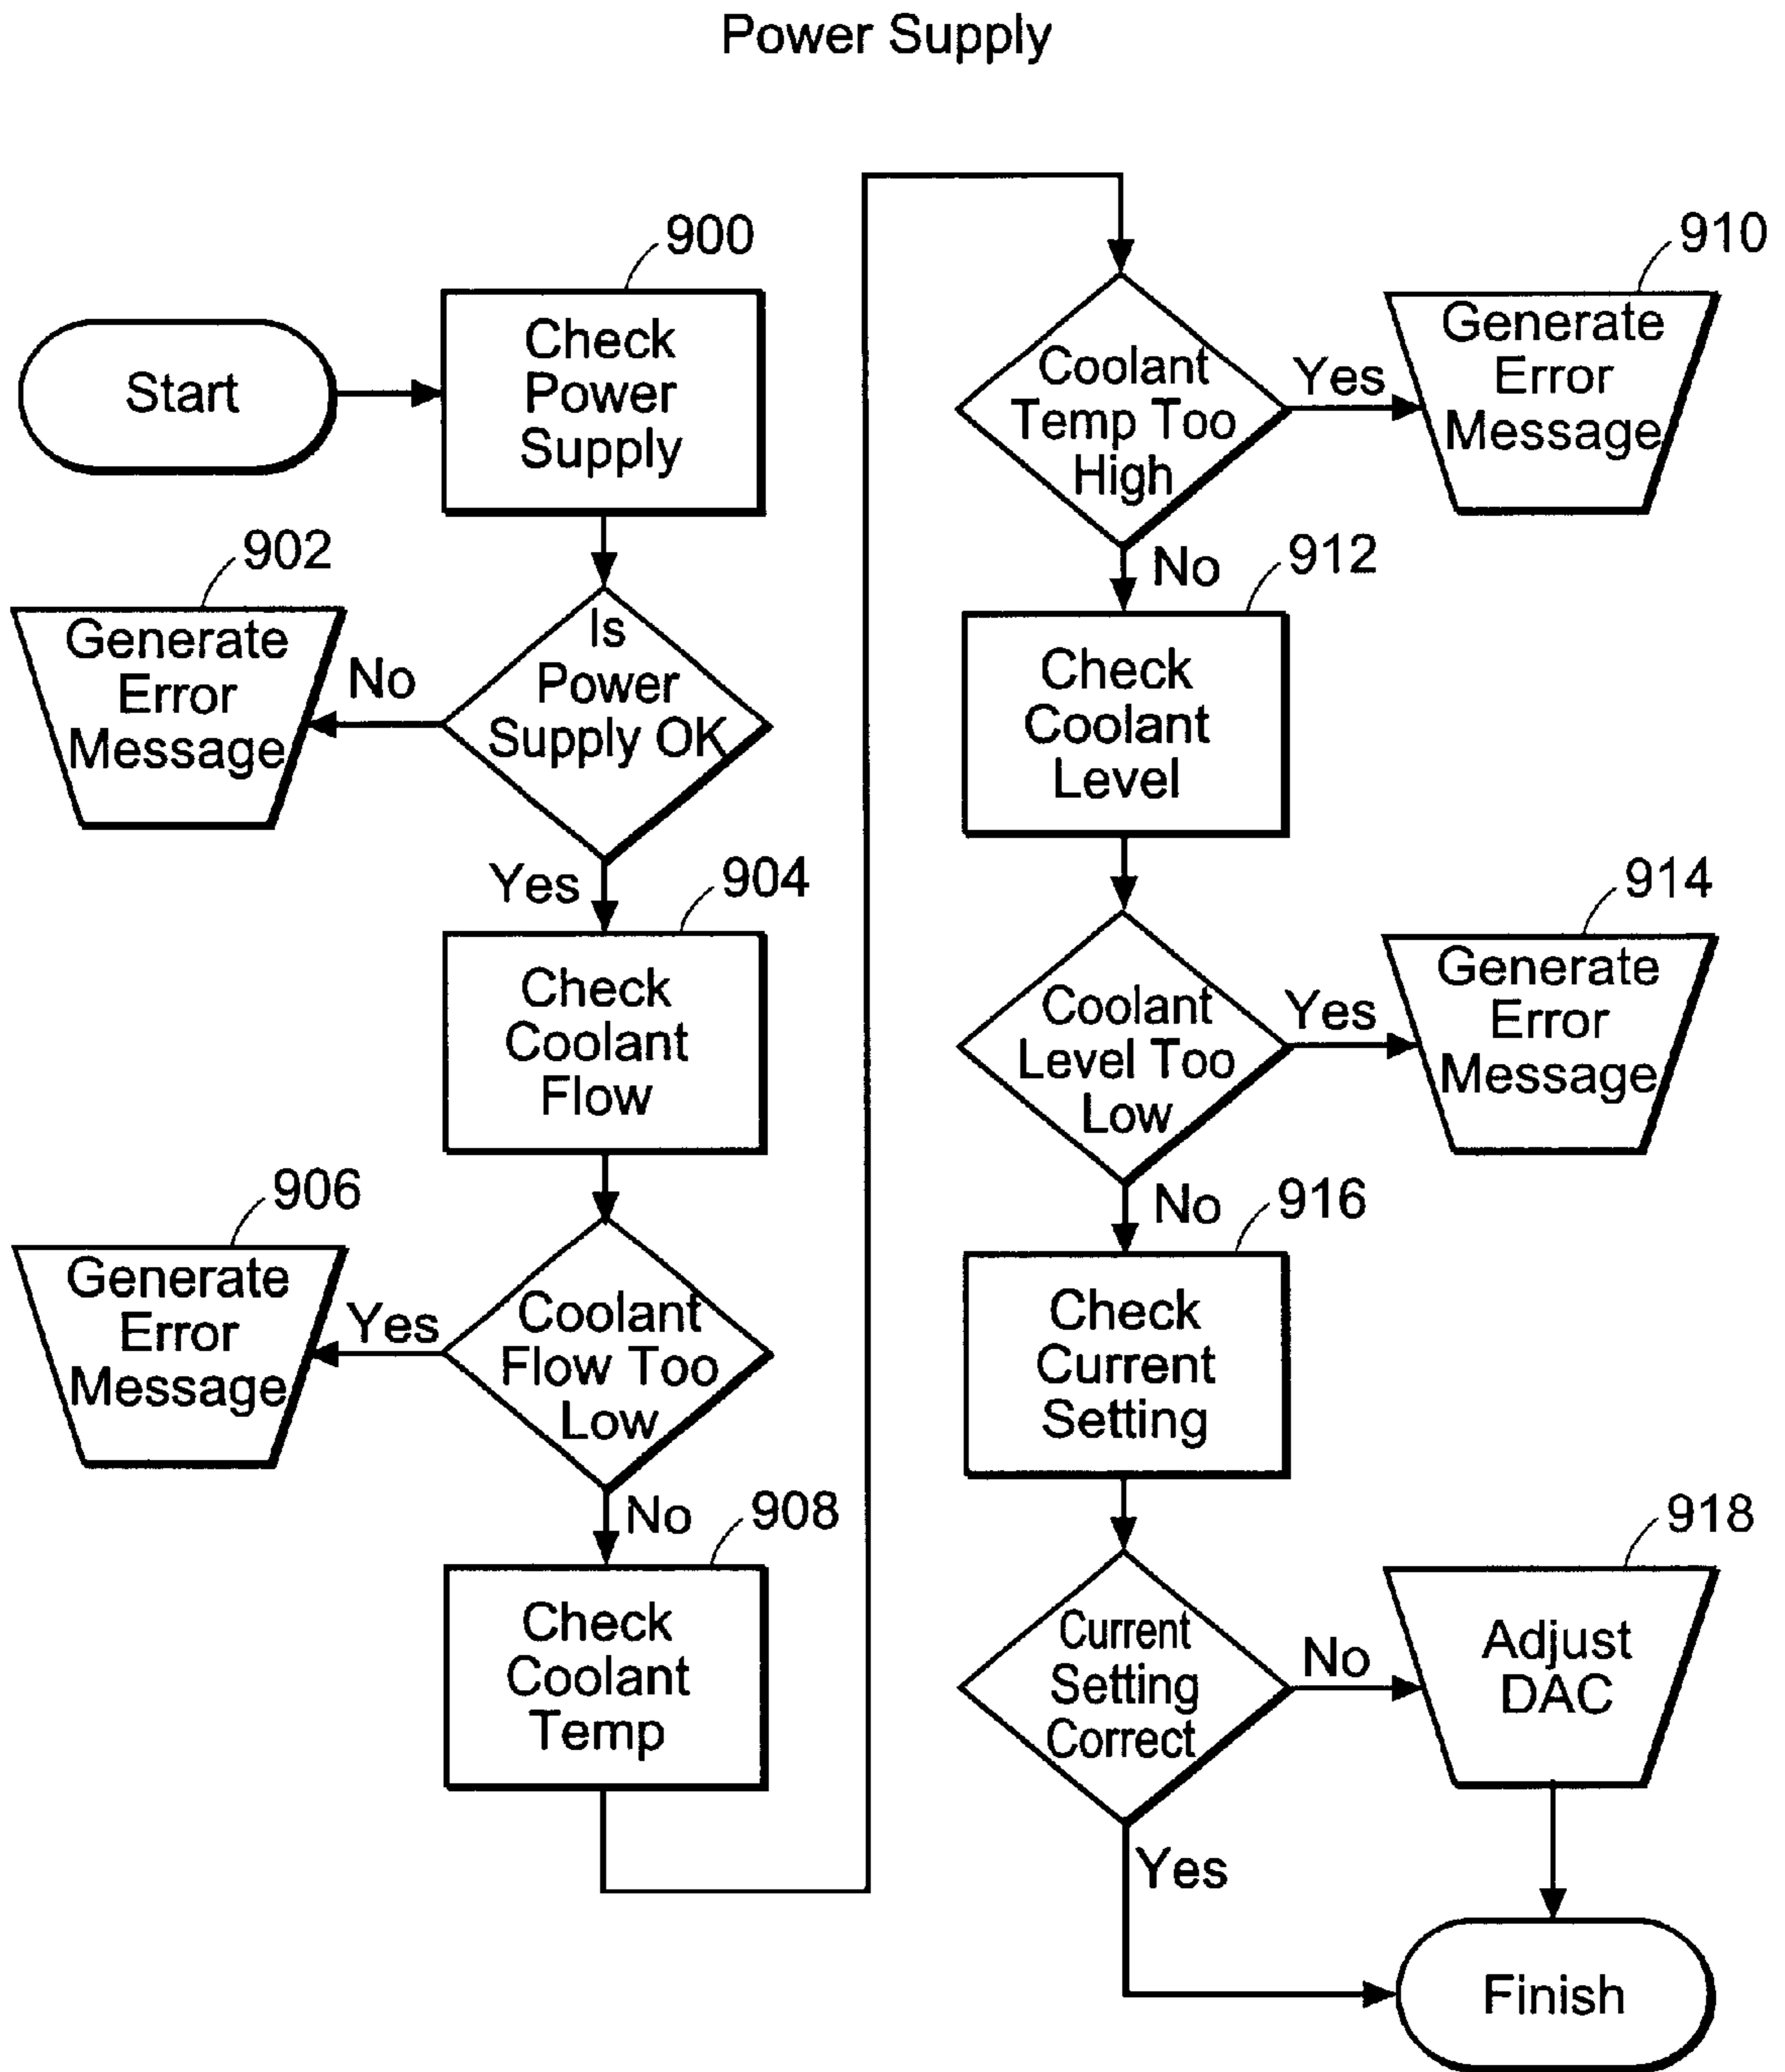 Power Supply
Start
900
Check
Power
Supply
902
Generate
Error
Message
No
Is
Power
Supply OK
Yes
904
Check
Coolant
Flow
906
Generate
Error
Message
Yes
Coolant
Flow Too
Low
No
908
Check
Coolant
Temp
Coolant
Temp Too
High
Yes
910
Generate
Error
Message
No
912
Check
Coolant
Level
Coolant
Level Too
Low
Yes
914
Generate
Error
Message
No
916
Check
Current
Setting
Current
Setting
Correct
No
918
Adjust
DAC
Yes
Finish